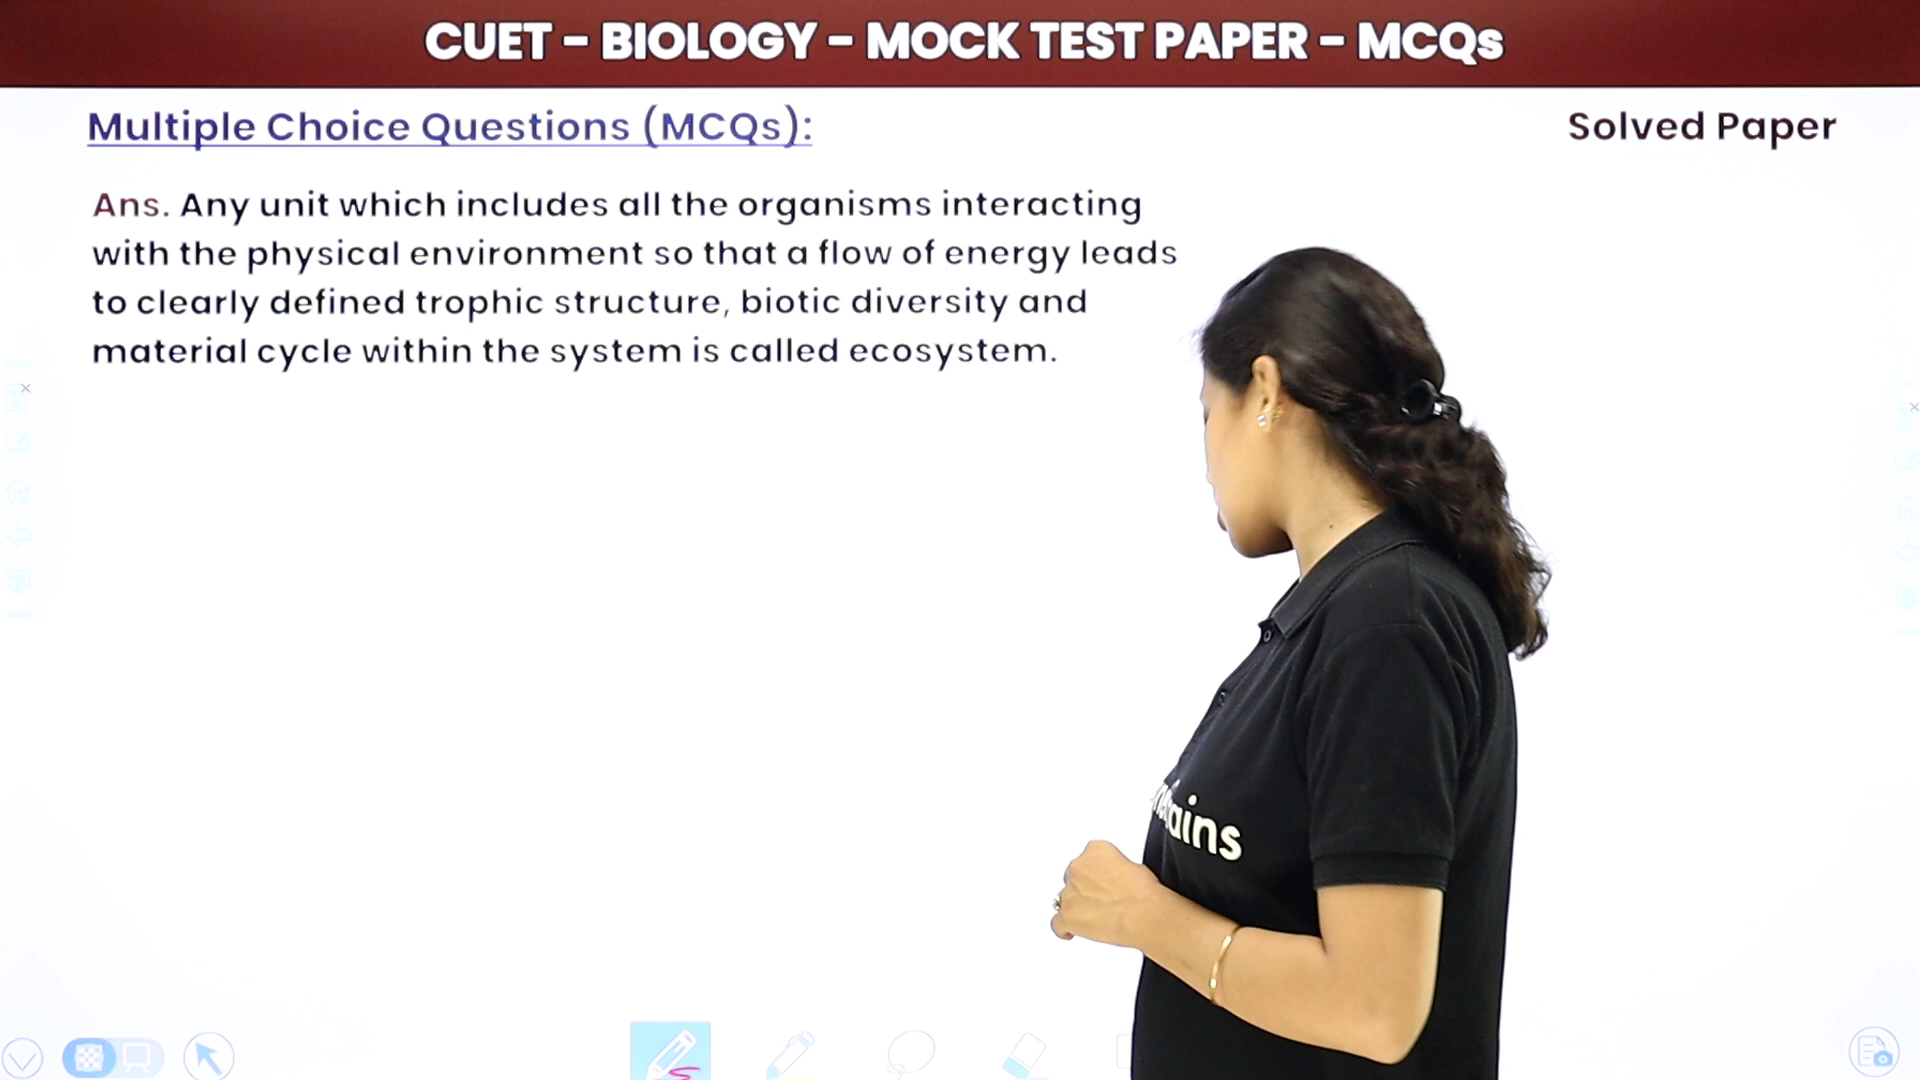 CUET - BIOLOGY - MOCK TEST PAPER - MCQs
Multiple Choice Questions (MCQs):
Solved Paper
Ans. Any unit which includes all the organisms interacting
with the physical environment so that a flow of energy leads
to clearly defined trophic structure, biotic diversity and
material cycle within the system is called ecosystem.